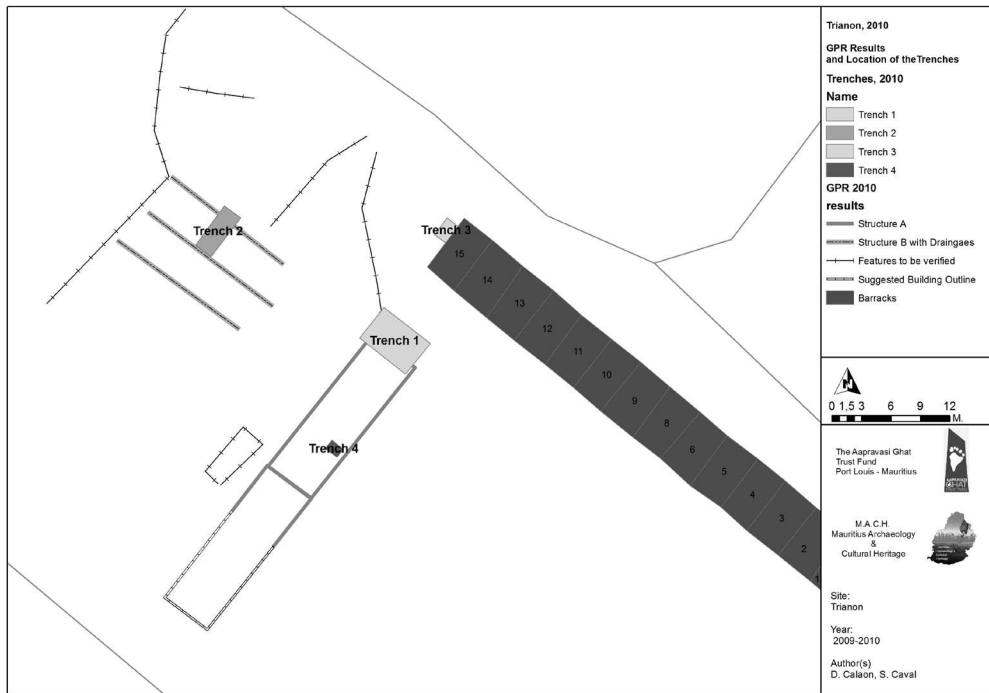 Trianon, 2010
GPR Results
and Location of theTrenches
Trenches, 2010
Name
Trench 1
Trench 2
Trench 3
Trench 4
GPR 2010
results
Structure A
Structure B with Draingaes
Features to be verified
Suggested Building Outline
Barracks
N
0 1,5 3 6 9 12
M.
The Aapravasi Ghat
Trust Fund
Port Louis - Mauritius
M.A.C.H.
Mauritius Archaeology
&
Cultural Heritage
Site:
Trianon
Year:
2009-2010
Author(s)
D. Calaon, S. Caval
Trench 2
Trench 3
Trench 1
Trench 4
15
14
13
12
11
10
9
8
6
5
4
3
2
1